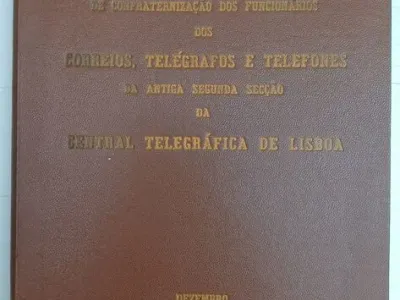 DE CONFRATERNIZAÇÃO DOS FUNCIONÁRIOS
DOS
CORREIOS, TELÉGRAFOS E TELEFONES
DA ANTIGA SEGUNDA SECÇÃO
DA
CENTRAL TELEGRÁFICA DE LISBOA
DEZEMBRO